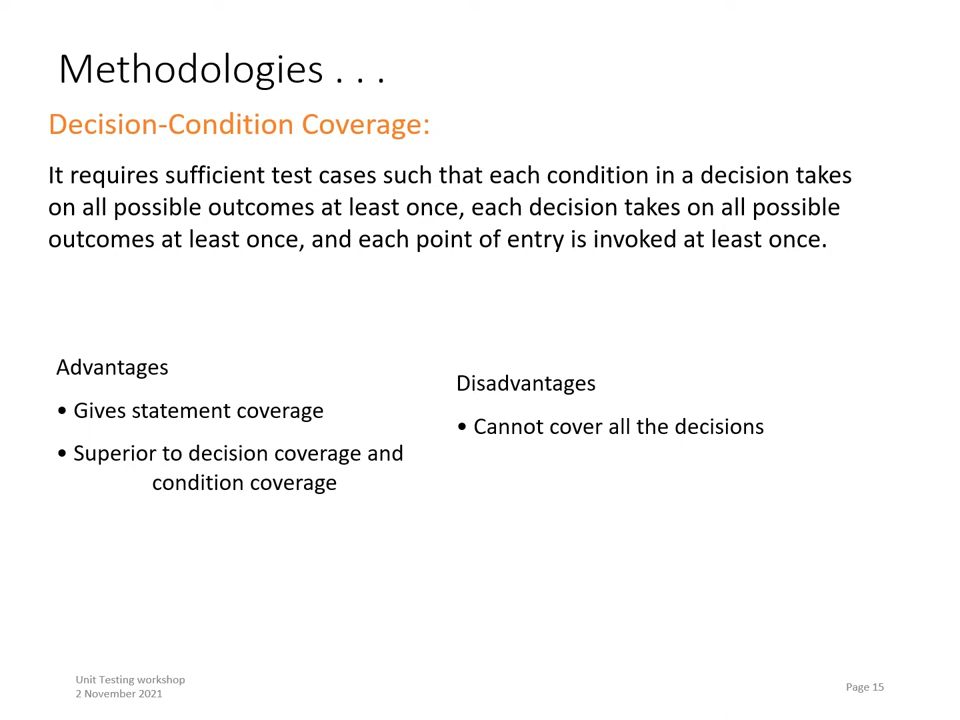 Methodologies . . .
Decision-Condition Coverage:
It requires sufficient test cases such that each condition in a decision takes
on all possible outcomes at least once, each decision takes on all possible
outcomes at least once, and each point of entry is invoked at least once.
Advantages
• Gives statement coverage
• Superior to decision coverage and
condition coverage
Disadvantages
• Cannot cover all the decisions
Unit Testing workshop
2 November 2021
Page 15